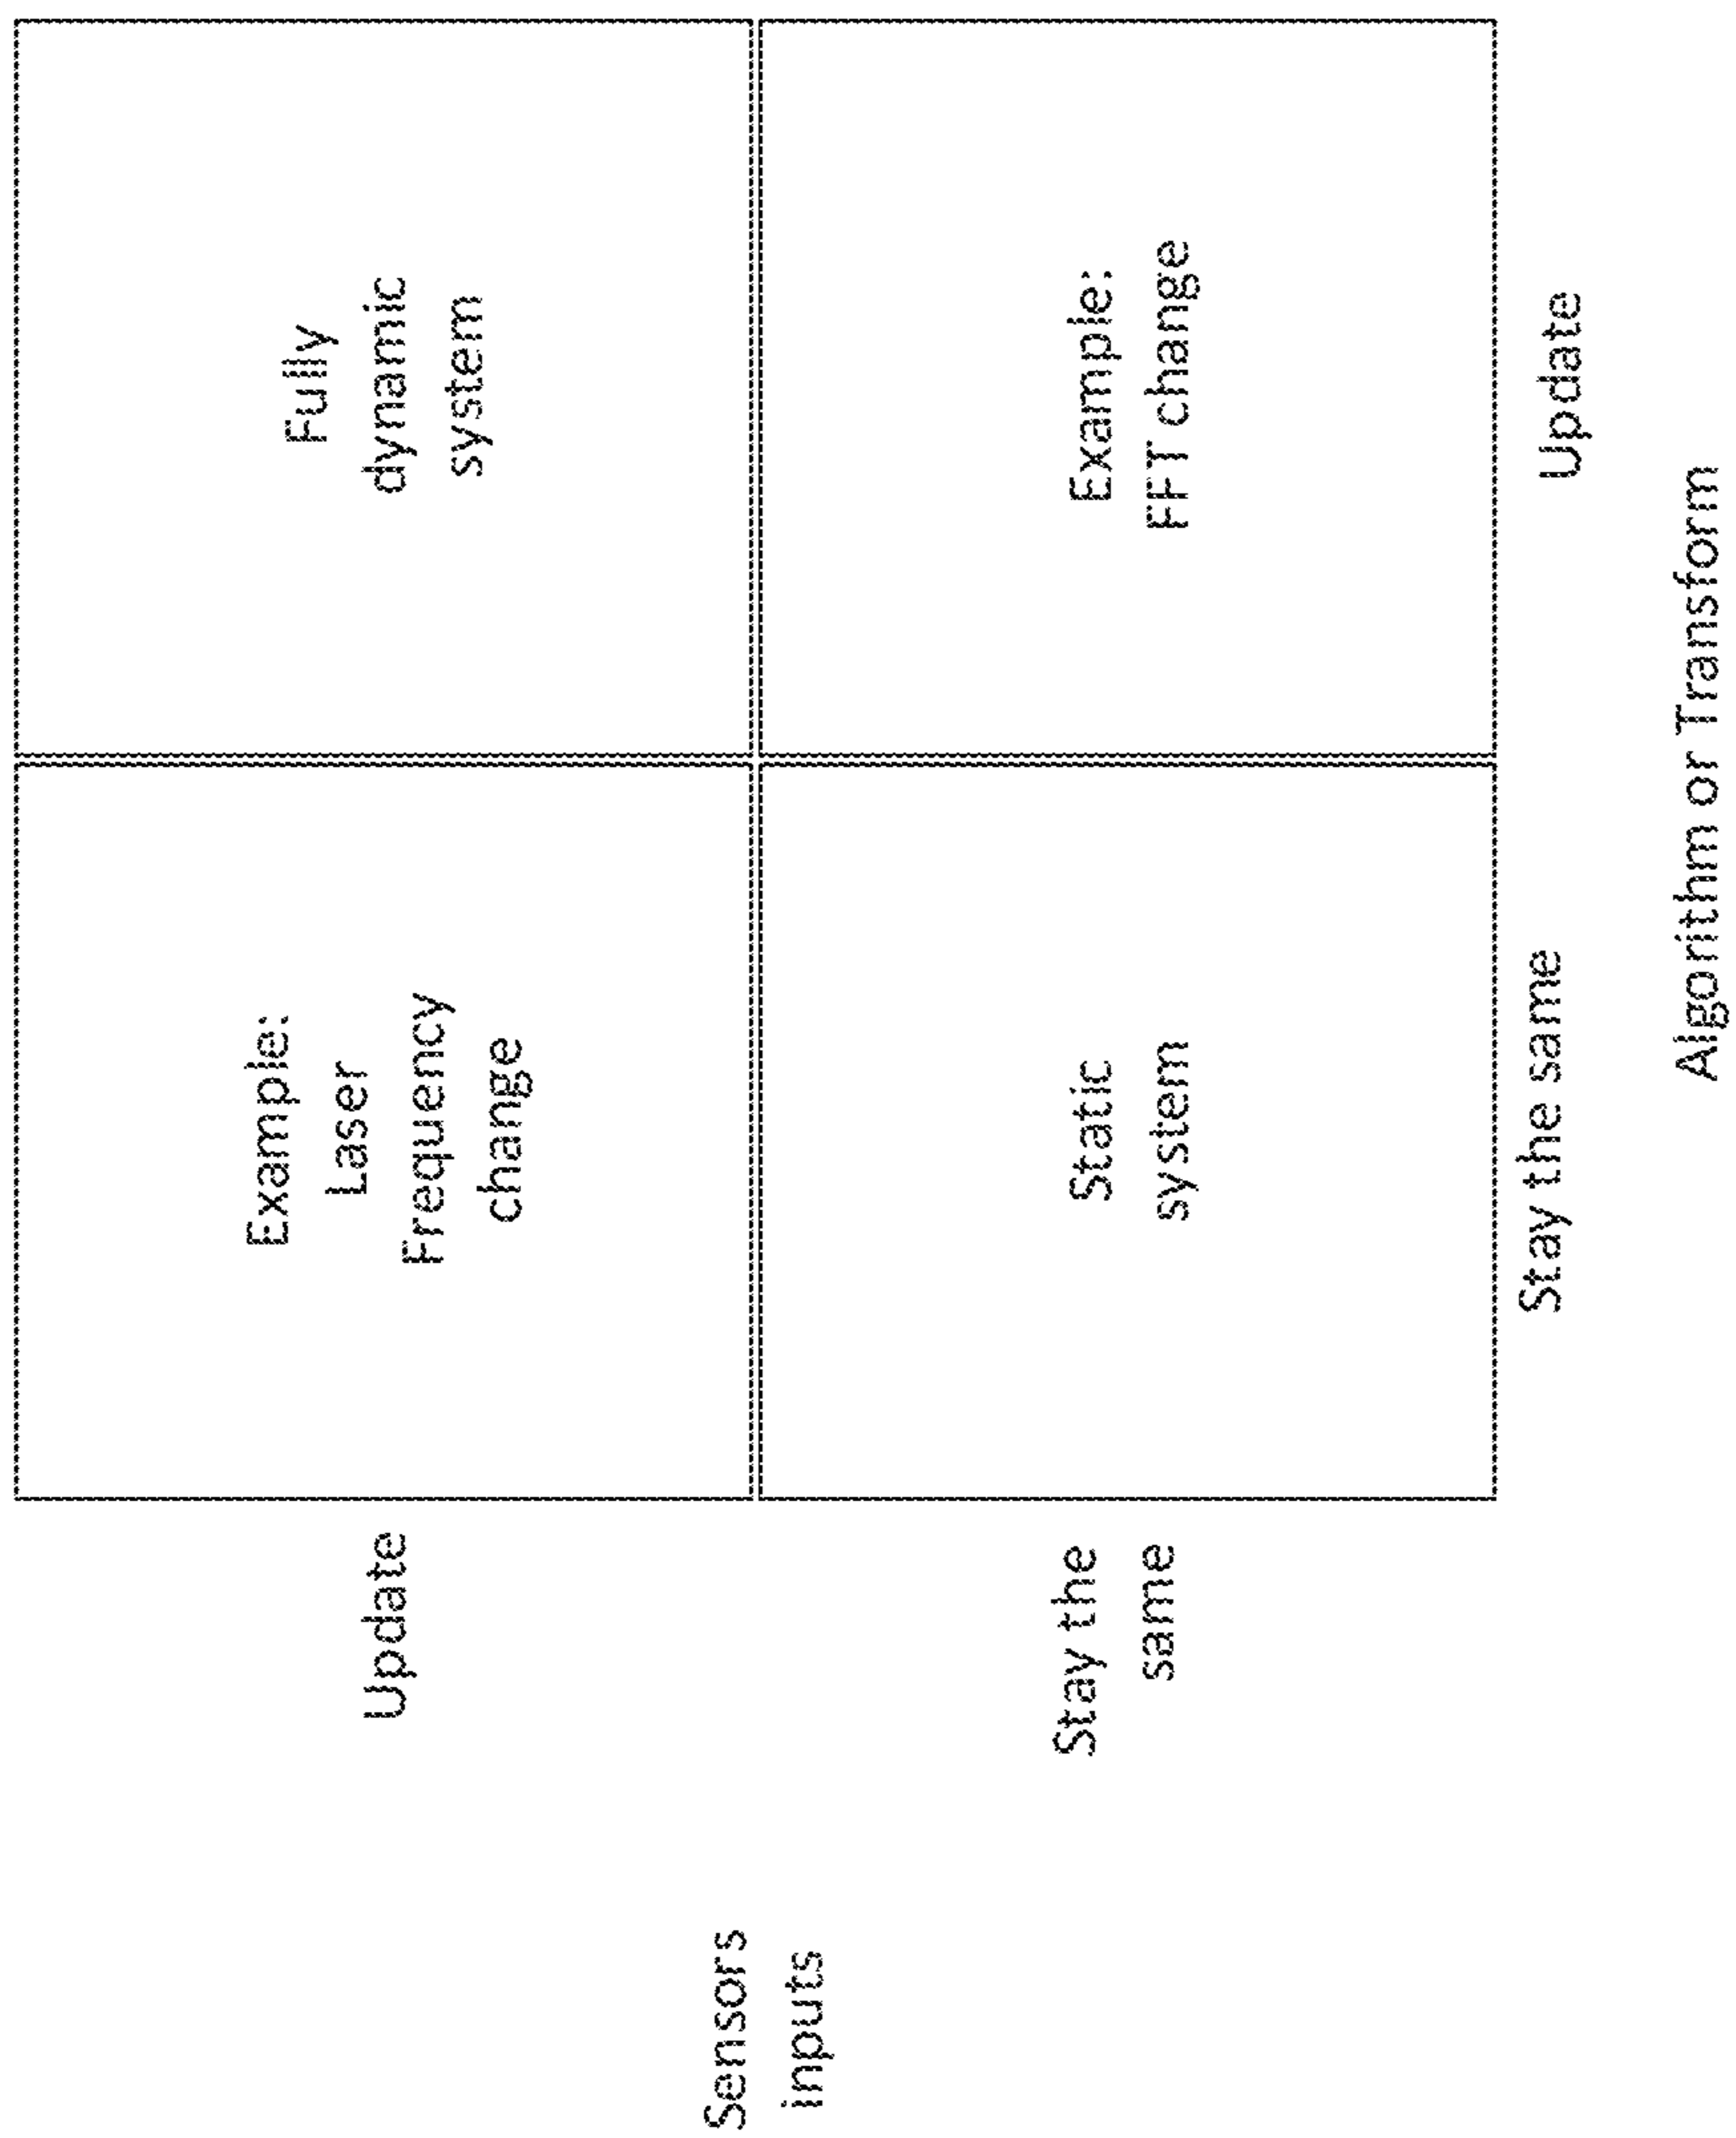 Sensors
inputs
Update
Example:
Laser
Frequency
change
Fully
dynamic
system
Stay the
same
Static
system
Example:
FFT change
Stay the same
Update
Algorithm or Transform